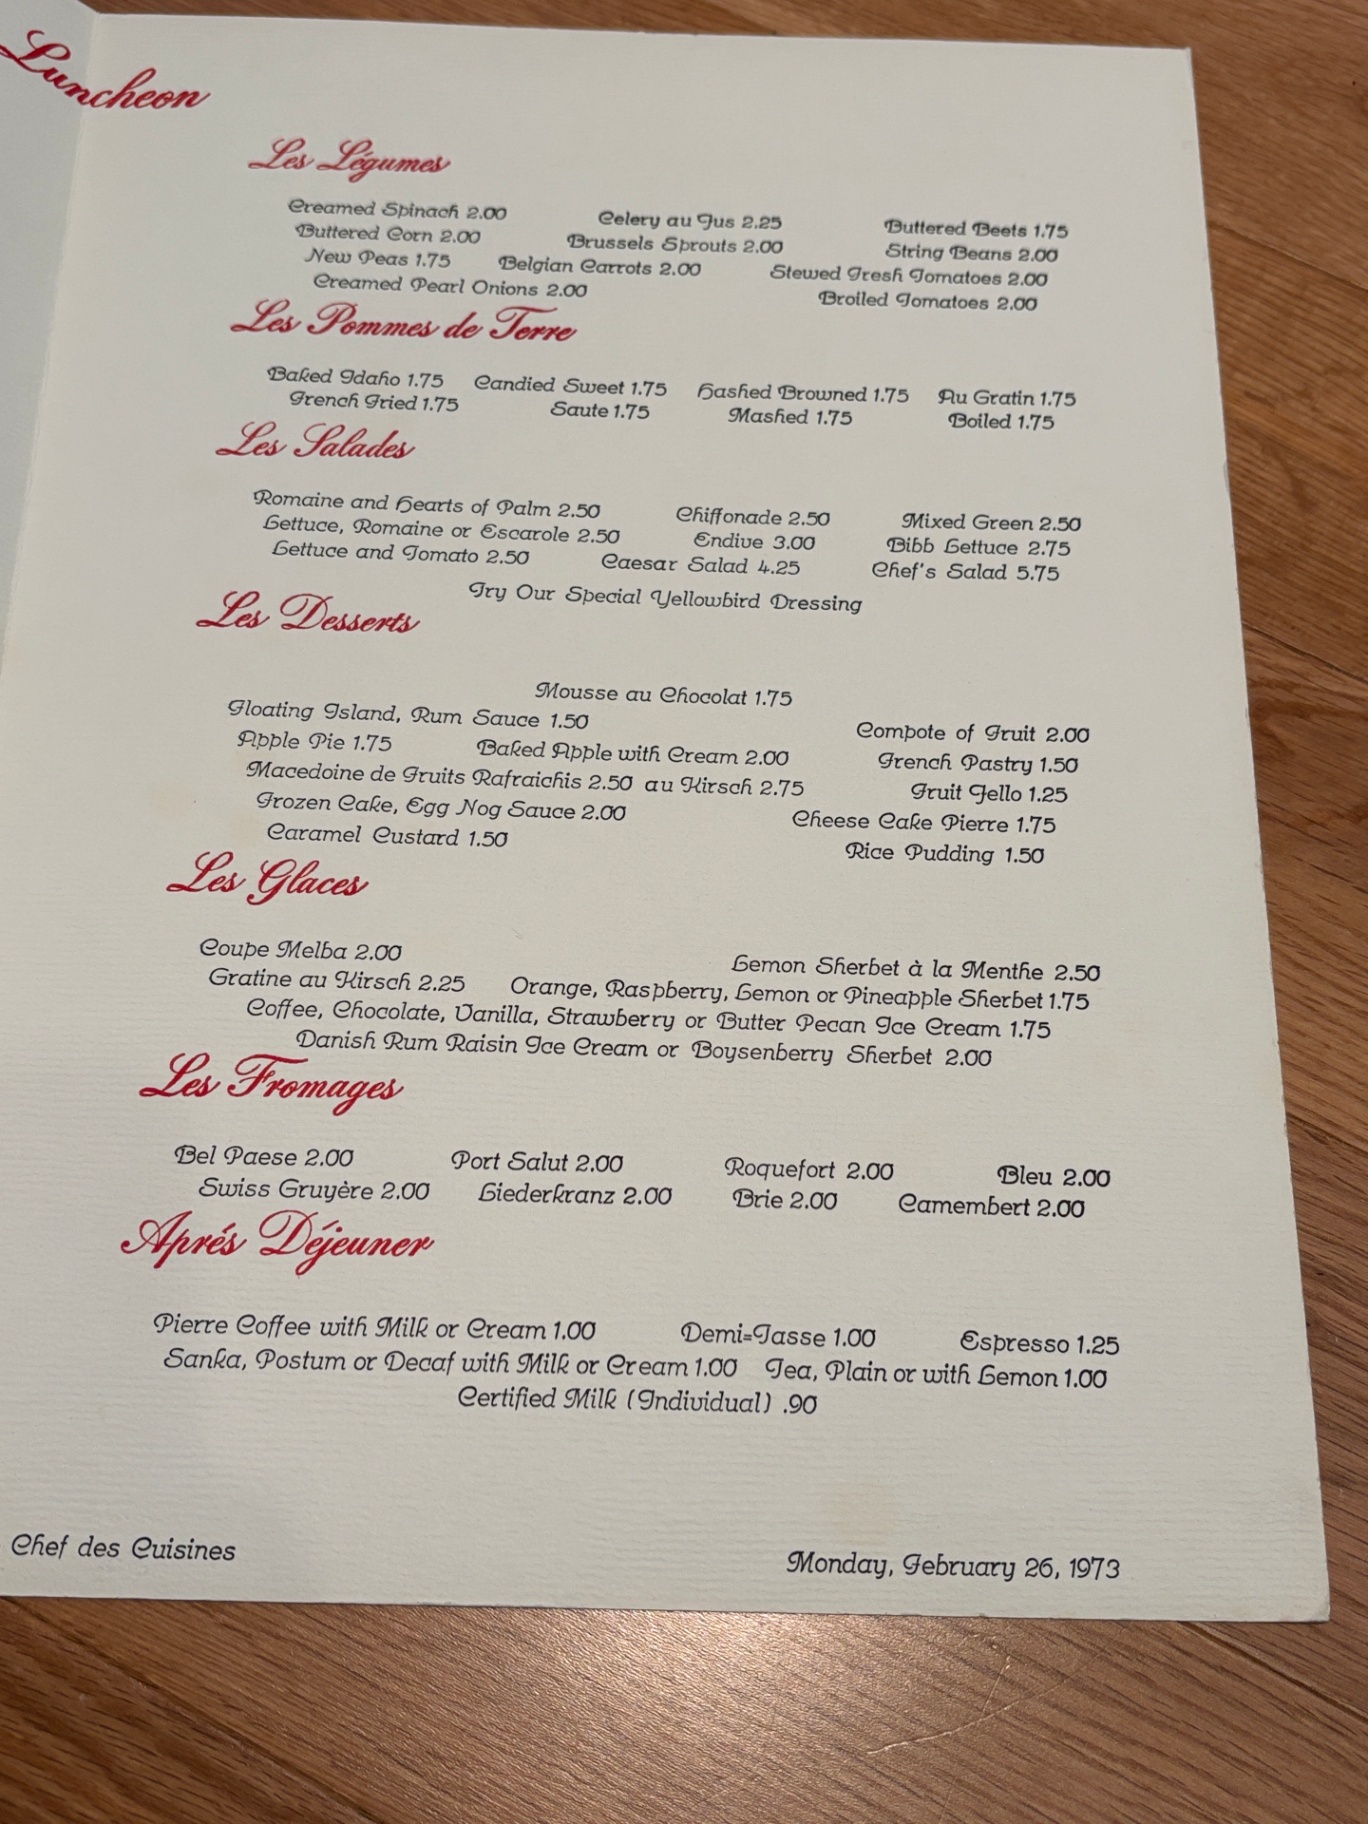 Luncheon
Les Légumes
Creamed Spinach 2.00 Celery au Jus 2.25 Buttered Beets 1.75
Buttered Corn 2.00 Brussels Sprouts 2.00 String Beans 2.00
New Peas 1.75 Belgian Carrots 2.00 Stewed Fresh Tomatoes 2.00
Creamed Pearl Onions 2.00 Broiled Tomatoes 2.00
Les Pommes de Terre
Baked Idaho 1.75 Candied Sweet 1.75 Hashed Browned 1.75 Au Gratin 1.75
French Fried 1.75 Saute 1.75 Mashed 1.75 Boiled 1.75
Les Salades
Romaine and Hearts of Palm 2.50 Chiffonade 2.50 Mixed Green 2.50
Lettuce, Romaine or Escarole 2.50 Endive 3.00 Bibb Lettuce 2.75
Lettuce and Tomato 2.50 Caesar Salad 4.25 Chef's Salad 5.75
Try Our Special Yellowbird Dressing
Les Desserts
Mousse au Chocolat 1.75
Floating Island, Rum Sauce 1.50 Compote of Fruit 2.00
Apple Pie 1.75 Baked Apple with Cream 2.00 French Pastry 1.50
Macedoine de Fruits Rafraichis 2.50 au Kirsch 2.75 Fruit Jello 1.25
Frozen Cake, Egg Nog Sauce 2.00 Cheese Cake Pierre 1.75
Caramel Custard 1.50 Rice Pudding 1.50
Les Glaces
Coupe Melba 2.00 Lemon Sherbet à la Menthe 2.50
Gratine au Kirsch 2.25 Orange, Raspberry, Lemon or Pineapple Sherbet 1.75
Coffee, Chocolate, Vanilla, Strawberry or Butter Pecan Ice Cream 1.75
Danish Rum Raisin Ice Cream or Boysenberry Sherbet 2.00
Les Fromages
Bel Paese 2.00 Port Salut 2.00 Roquefort 2.00 Bleu 2.00
Swiss Gruyère 2.00 Liederkranz 2.00 Brie 2.00 Camembert 2.00
Aprés Déjeuner
Pierre Coffee with Milk or Cream 1.00 Demi=Tasse 1.00 Espresso 1.25
Sanka, Postum or Decaf with Milk or Cream 1.00 Tea, Plain or with Lemon 1.00
Certified Milk (Individual) .90
Chef des Cuisines Monday, February 26, 1973